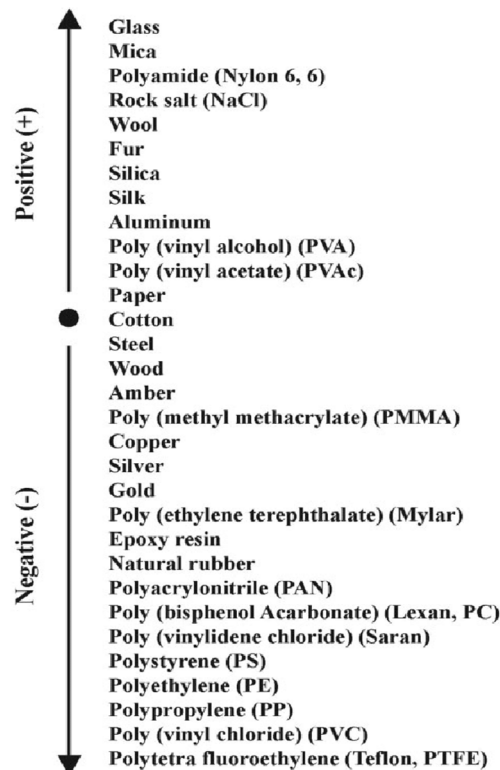 Positive (+)
Negative (-)
Glass
Mica
Polyamide (Nylon 6, 6)
Rock salt (NaCl)
Wool
Fur
Silica
Silk
Aluminum
Poly (vinyl alcohol) (PVA)
Poly (vinyl acetate) (PVAc)
Paper
Cotton
Steel
Wood
Amber
Poly (methyl methacrylate) (PMMA)
Copper
Silver
Gold
Poly (ethylene terephthalate) (Mylar)
Epoxy resin
Natural rubber
Polyacrylonitrile (PAN)
Poly (bisphenol Acarbonate) (Lexan, PC)
Poly (vinylidene chloride) (Saran)
Polystyrene (PS)
Polyethylene (PE)
Polypropylene (PP)
Poly (vinyl chloride) (PVC)
Polytetra fluoroethylene (Teflon, PTFE)